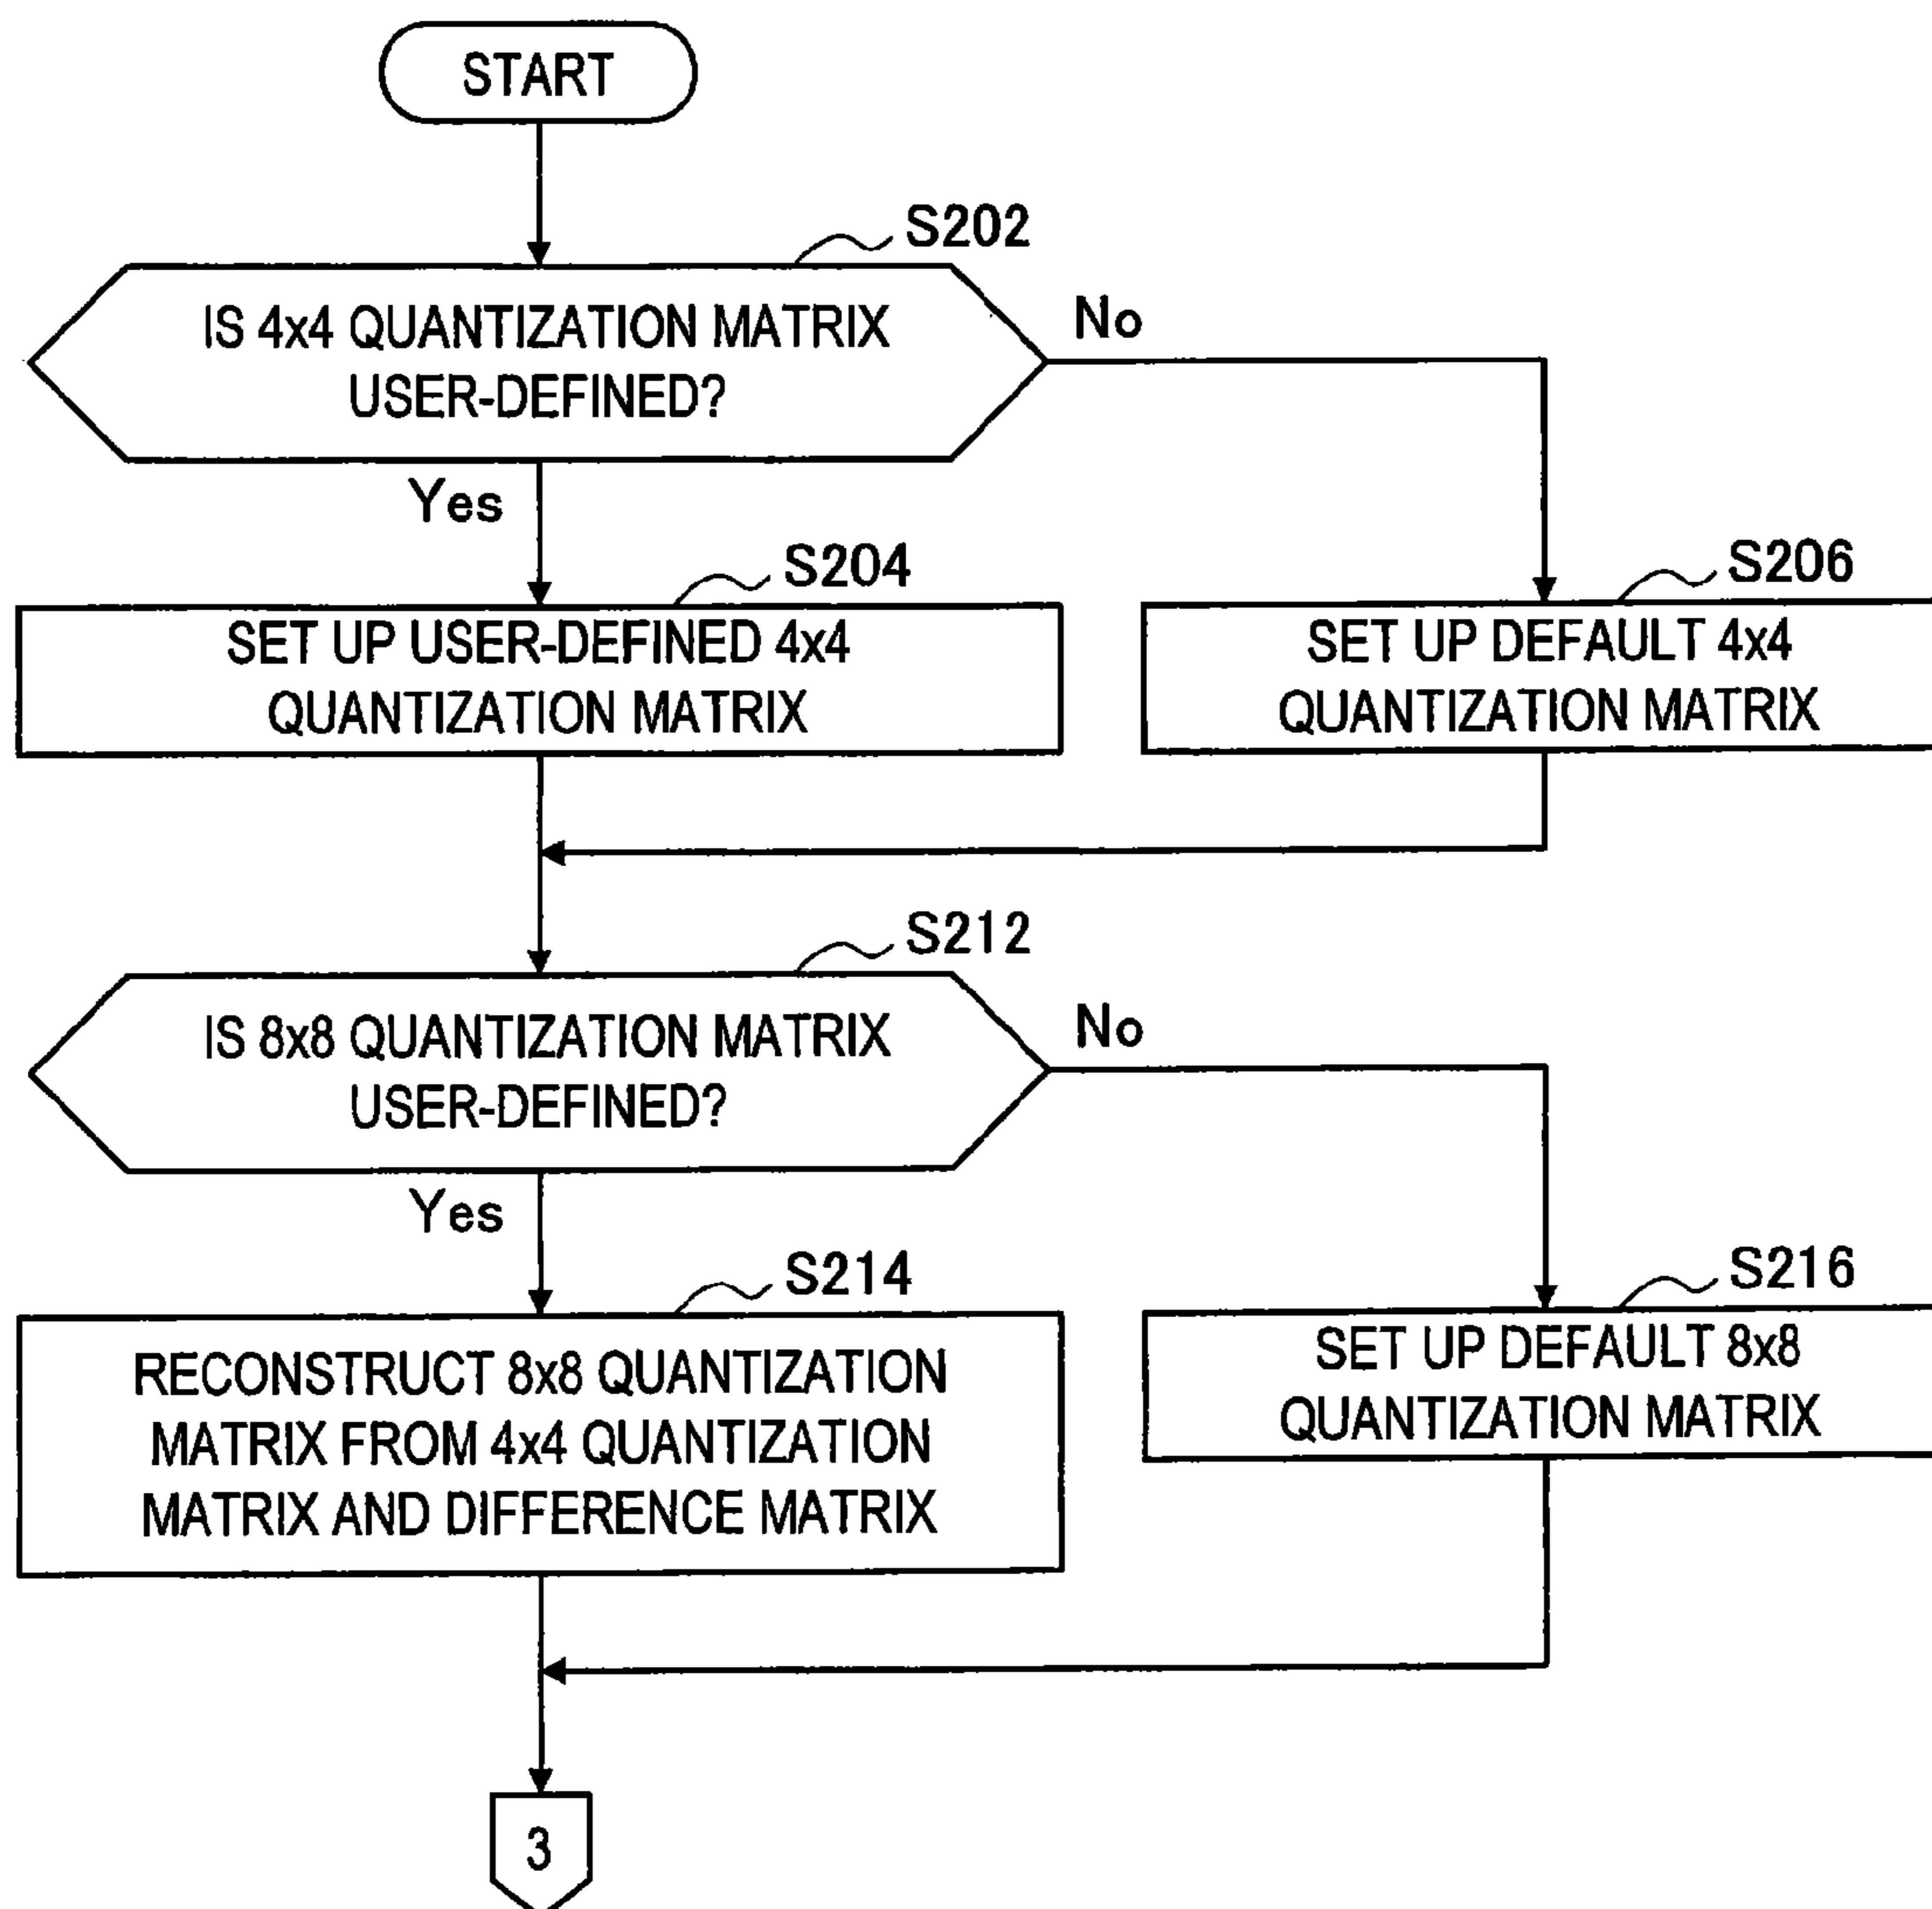 START
S202
IS 4x4 QUANTIZATION MATRIX
USER-DEFINED?
No
Yes
S204
SET UP USER-DEFINED 4x4
QUANTIZATION MATRIX
S206
SET UP DEFAULT 4x4
QUANTIZATION MATRIX
S212
IS 8x8 QUANTIZATION MATRIX
USER-DEFINED?
No
Yes
S214
RECONSTRUCT 8x8 QUANTIZATION
MATRIX FROM 4x4 QUANTIZATION
MATRIX AND DIFFERENCE MATRIX
S216
SET UP DEFAULT 8x8
QUANTIZATION MATRIX
3